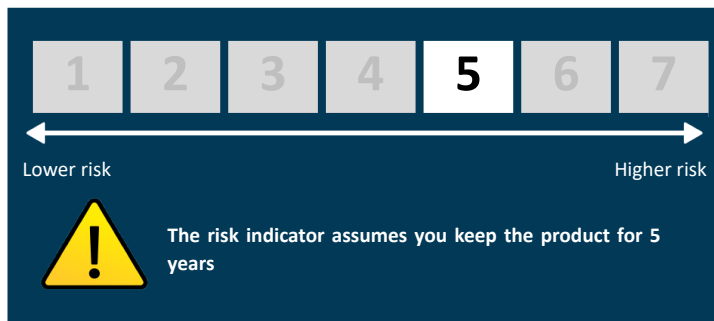 1 2 3 4 5 6 7
Lower risk Higher risk
The risk indicator assumes you keep the product for 5
years